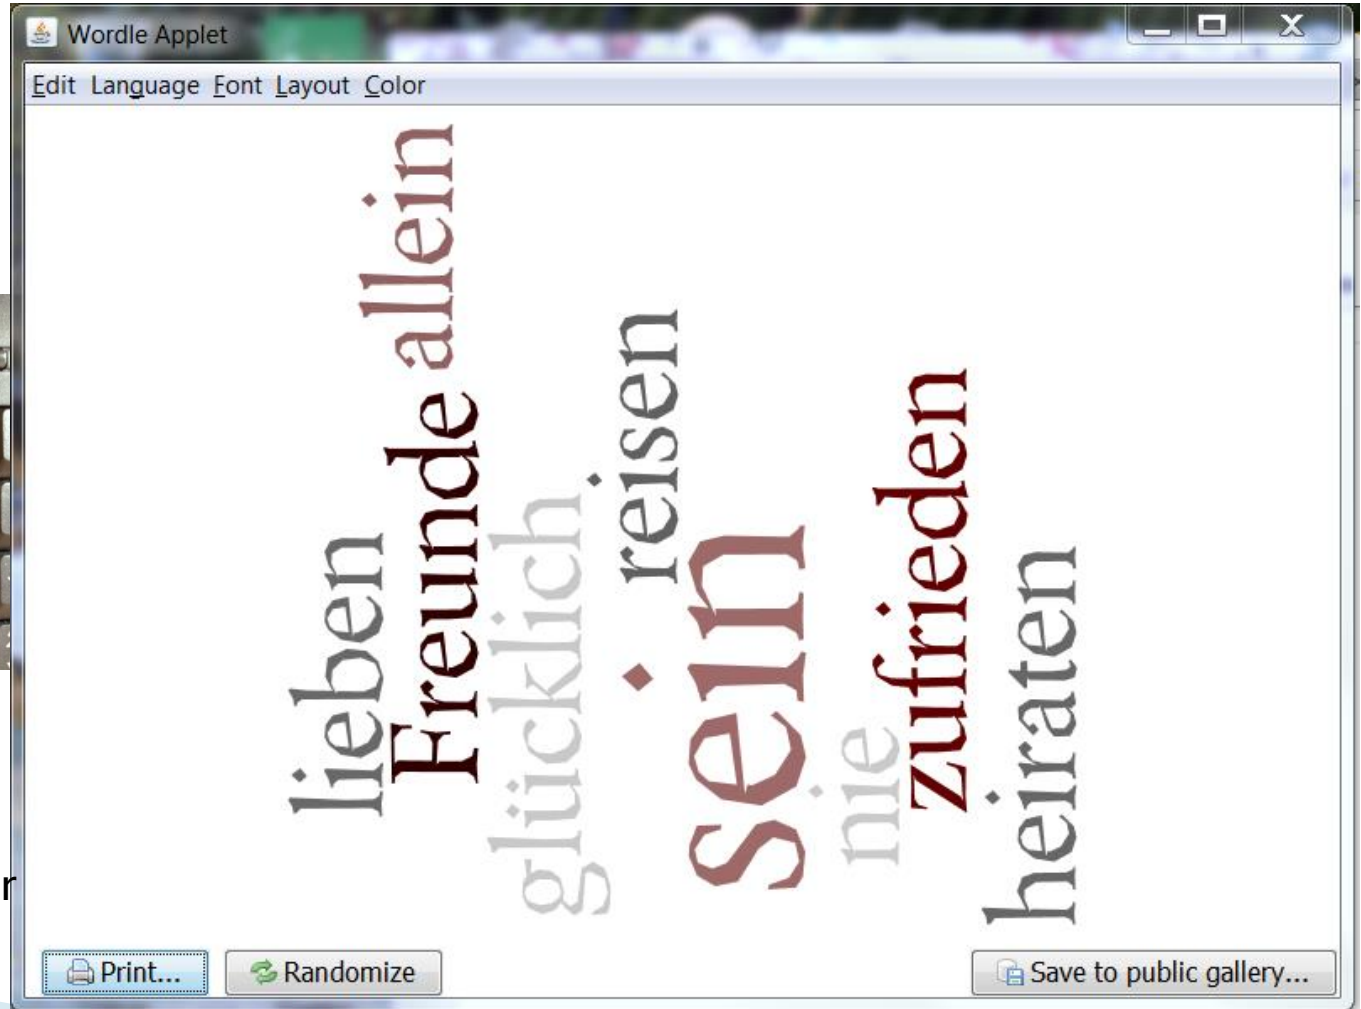 Wordle Applet
Edit Language Font Layout Color
allein
Freunde
lieben
glücklich
reisen
sein
nie
zufrieden
heiraten
r
Print...
Randomize
Save to public gallery...